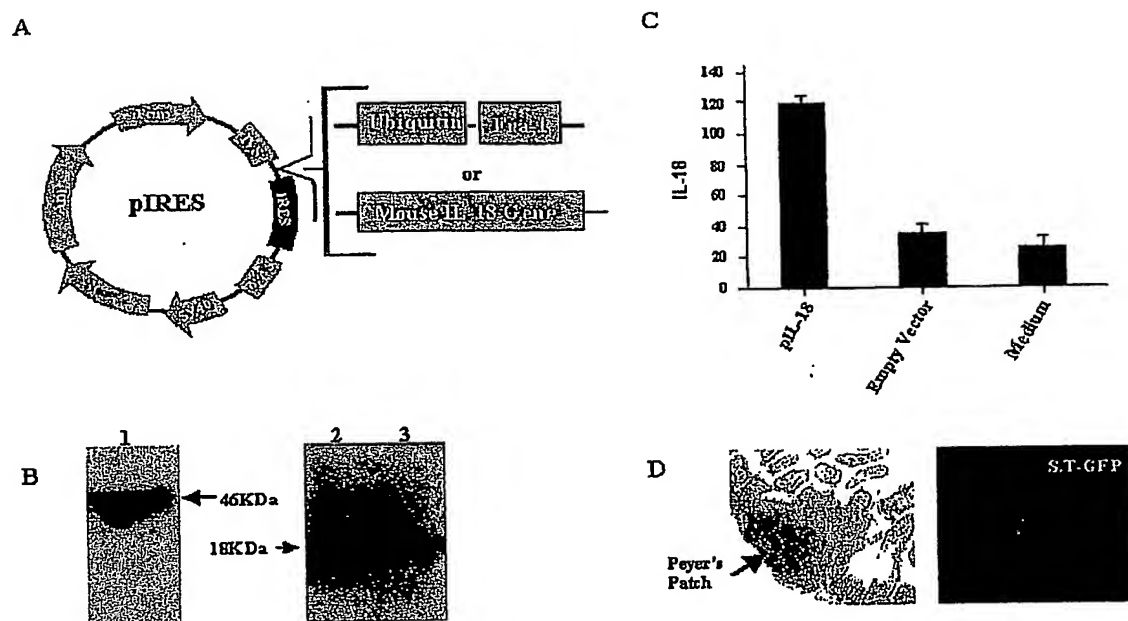 A
pIRES
IRES
Ubiquitin
or
Mouse IL-18 Gene
B
1
46KDa
2 3
18KDa
C
IL-18
140
120
100
80
60
40
20
0
pIL-18
Empty Vector
Medium
D
Peyer's
Patch
S.T-GFP